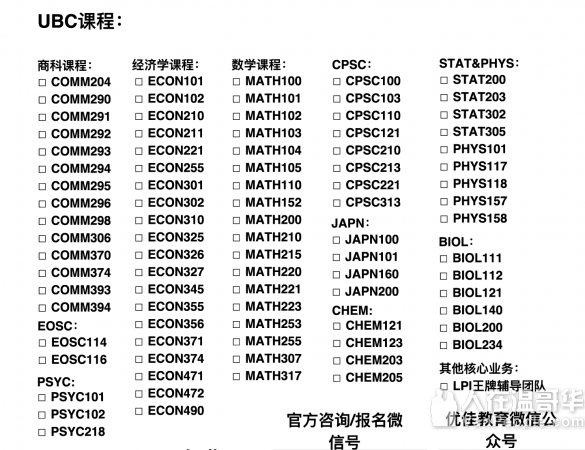 UBC课程：
商科课程：
□ COMM204
□ COMM290
□ COMM291
□ COMM292
□ COMM293
□ COMM294
□ COMM295
□ COMM296
□ COMM298
□ COMM306
□ COMM370
□ COMM374
□ COMM393
□ COMM394
EOSC：
□ EOSC114
□ EOSC116
PSYC：
□ PSYC101
□ PSYC102
□ PSYC218
经济学课程：
□ ECON101
□ ECON102
□ ECON210
□ ECON211
□ ECON221
□ ECON255
□ ECON301
□ ECON302
□ ECON310
□ ECON325
□ ECON326
□ ECON327
□ ECON345
□ ECON355
□ ECON356
□ ECON371
□ ECON374
□ ECON471
□ ECON472
□ ECON490
数学课程：
□ MATH100
□ MATH101
□ MATH102
□ MATH103
□ MATH104
□ MATH105
□ MATH110
□ MATH152
□ MATH200
□ MATH210
□ MATH215
□ MATH220
□ MATH221
□ MATH223
□ MATH253
□ MATH255
□ MATH307
□ MATH317
CPSC：
□ CPSC100
□ CPSC103
□ CPSC110
□ CPSC121
□ CPSC210
□ CPSC213
□ CPSC221
□ CPSC313
JAPN：
□ JAPN100
□ JAPN101
□ JAPN160
□ JAPN200
CHEM：
□ CHEM121
□ CHEM123
□ CHEM203
□ CHEM205
STAT&PHYS：
□ STAT200
□ STAT203
□ STAT302
□ STAT305
□ PHYS101
□ PHYS117
□ PHYS118
□ PHYS157
□ PHYS158
BIOL：
□ BIOL111
□ BIOL112
□ BIOL121
□ BIOL140
□ BIOL200
□ BIOL234
其他核心业务：
□ LPI王牌辅导团队
官方咨询/报名微
信号
优佳教育微信公
众号
人在温哥华